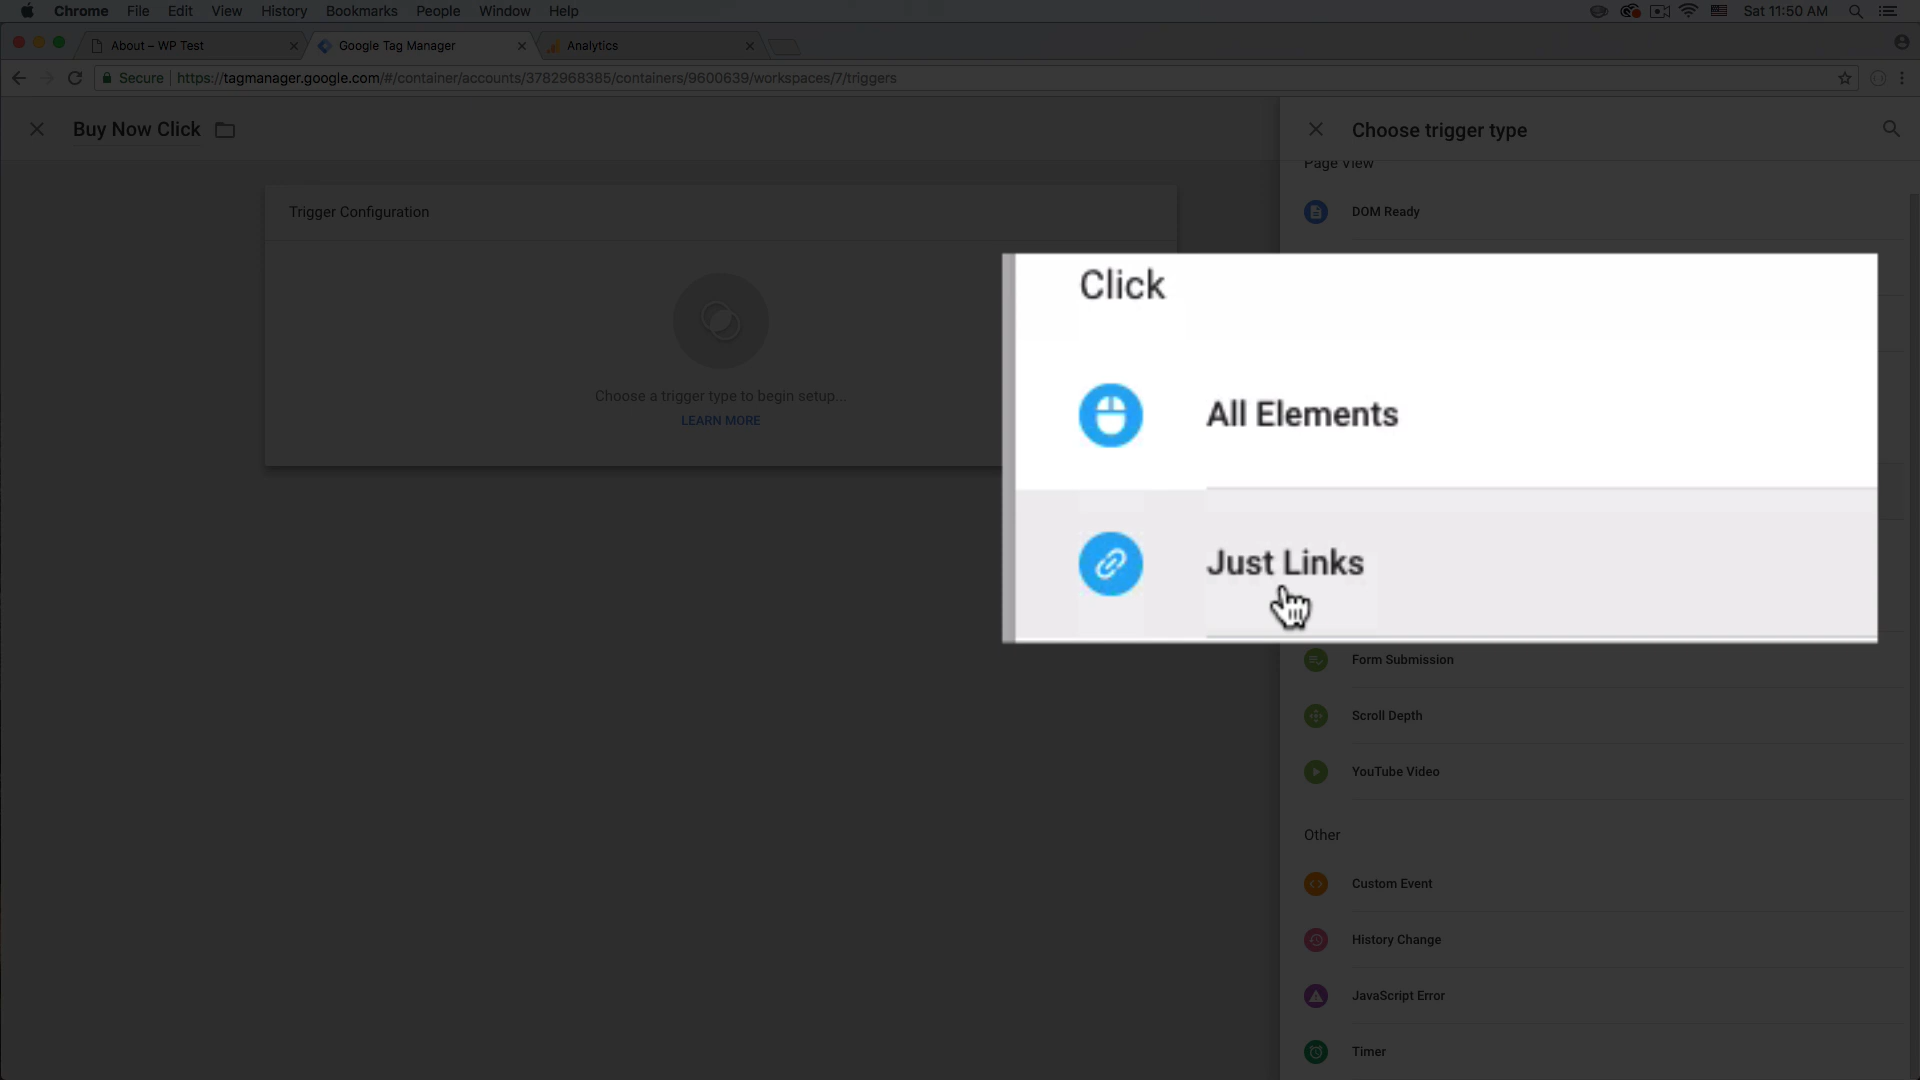 Chrome File Edit View History Bookmarks People Window Help Sat 11:50 AM
About – WP Test Google Tag Manager Analytics
Secure https://tagmanager.google.com/#/container/accounts/3782968385/containers/9600639/workspaces/7/triggers
Buy Now Click
Trigger Configuration
Choose a trigger type to begin setup...
LEARN MORE
Choose trigger type
Page View
DOM Ready
Click
All Elements
Just Links
Form Submission
Scroll Depth
YouTube Video
Other
Custom Event
History Change
JavaScript Error
Timer